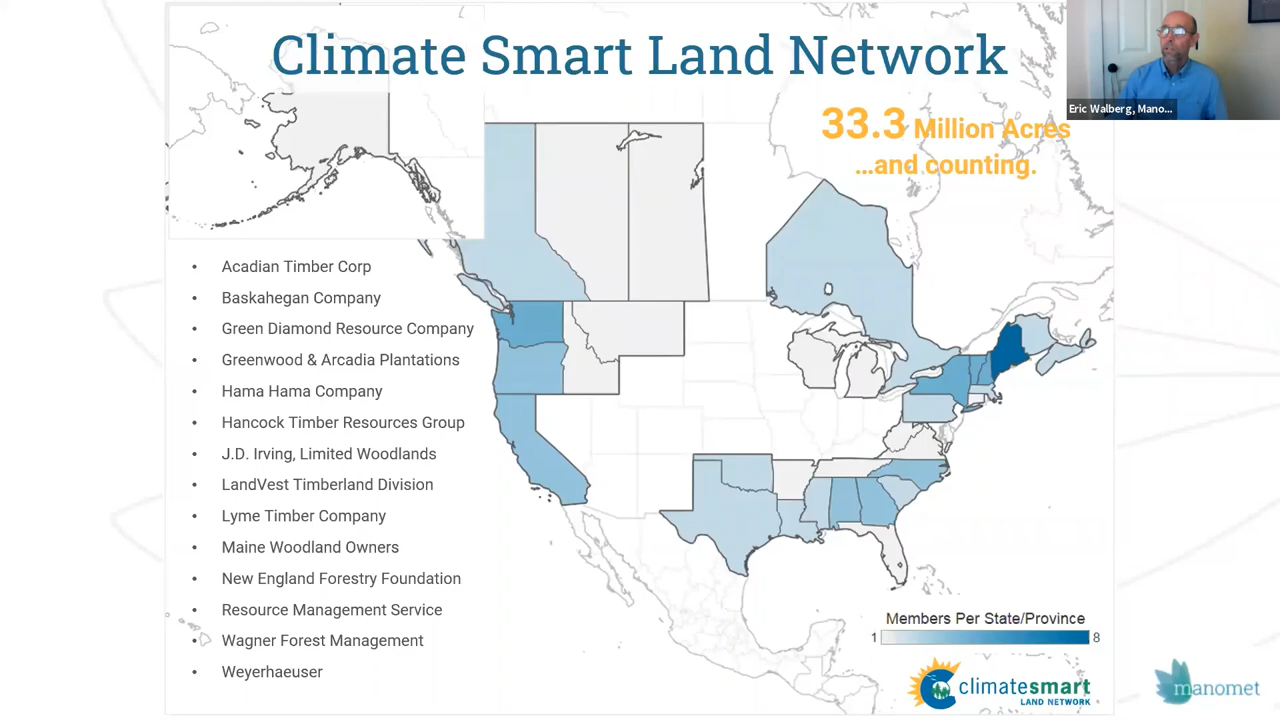 Climate Smart Land Network
Eric Walberg, Mano...
33.3 Million Acres
...and counting.
• Acadian Timber Corp
• Baskahegan Company
• Green Diamond Resource Company
• Greenwood & Arcadia Plantations
• Hama Hama Company
• Hancock Timber Resources Group
• J.D. Irving, Limited Woodlands
• LandVest Timberland Division
• Lyme Timber Company
• Maine Woodland Owners
• New England Forestry Foundation
• Resource Management Service
• Wagner Forest Management
• Weyerhaeuser
Members Per State/Province
1 8
climatesmart
LAND NETWORK
manomet